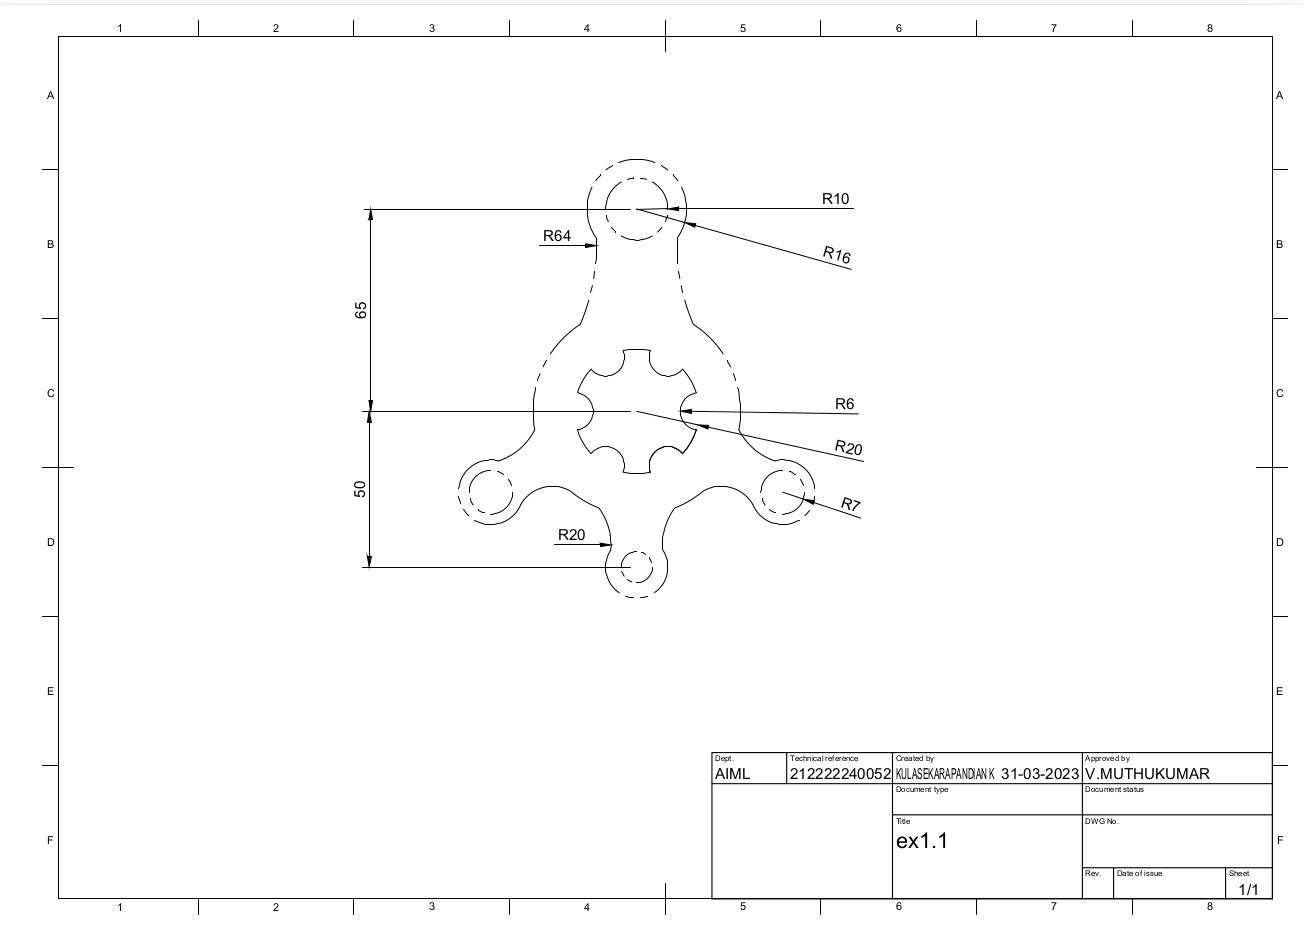 1 2 3 4 5 6 7 8
A A
R10
B R64 B
R16
65
C R6 C
R20
50
R7
D R20 D
E E
Dept. Technical reference Created by Approved by
AIML 212222240052 KULASEKARAPANDIAN K 31-03-2023 V.MUTHUKUMAR
Document type Document status
Title DWG No.
F ex1.1 F
Rev. Date of issue Sheet
1/1
1 2 3 4 5 6 7 8